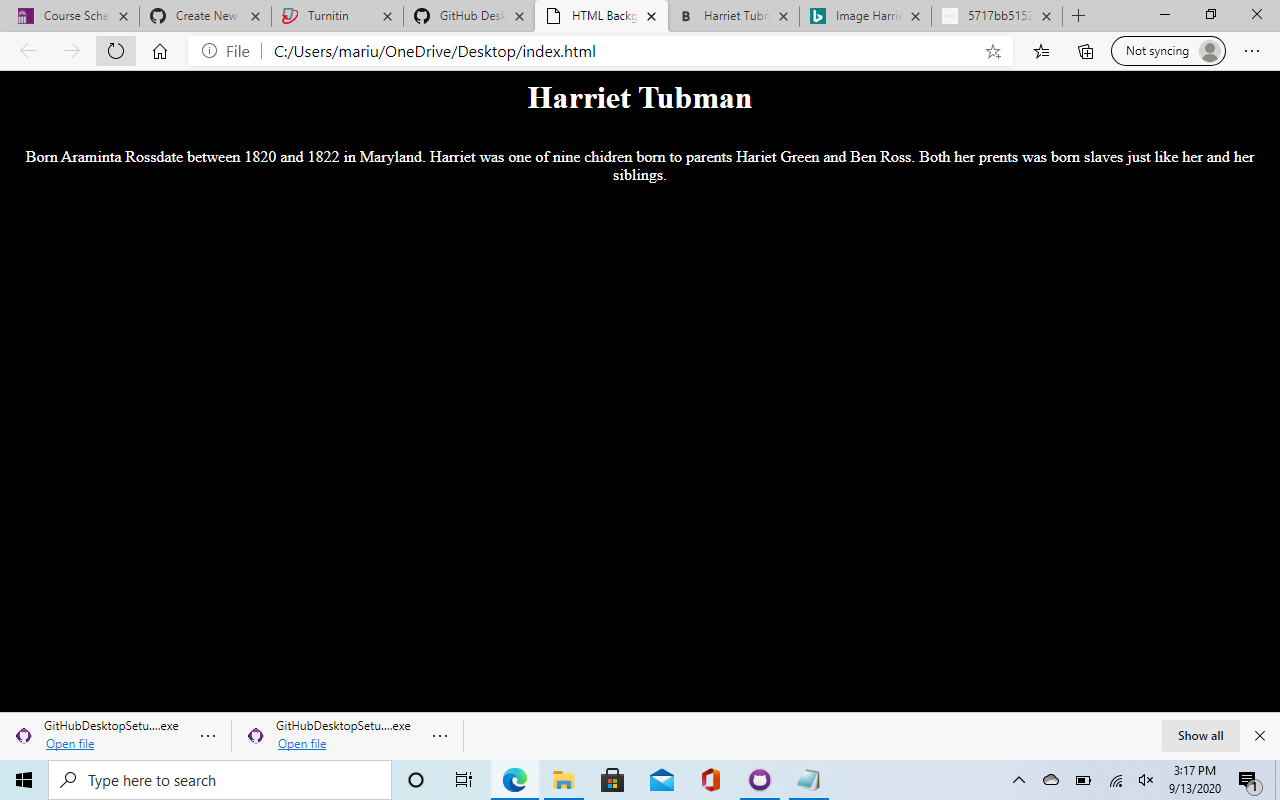 Course Sche
Create New
Turnitin
GitHub Desk
HTML Backg
B Harriet Tubm
Image Harrie
5717bb5152
File
C:/Users/mariu/OneDrive/Desktop/index.html
Not syncing
Harriet Tubman
Born Araminta Rossdate between 1820 and 1822 in Maryland. Harriet was one of nine chidren born to parents Hariet Green and Ben Ross. Both her prents was born slaves just like her and her
siblings.
GitHubDesktopSetu....exe
Open file
GitHubDesktopSetu....exe
Open file
Show all
Type here to search
3:17 PM
9/13/2020
1